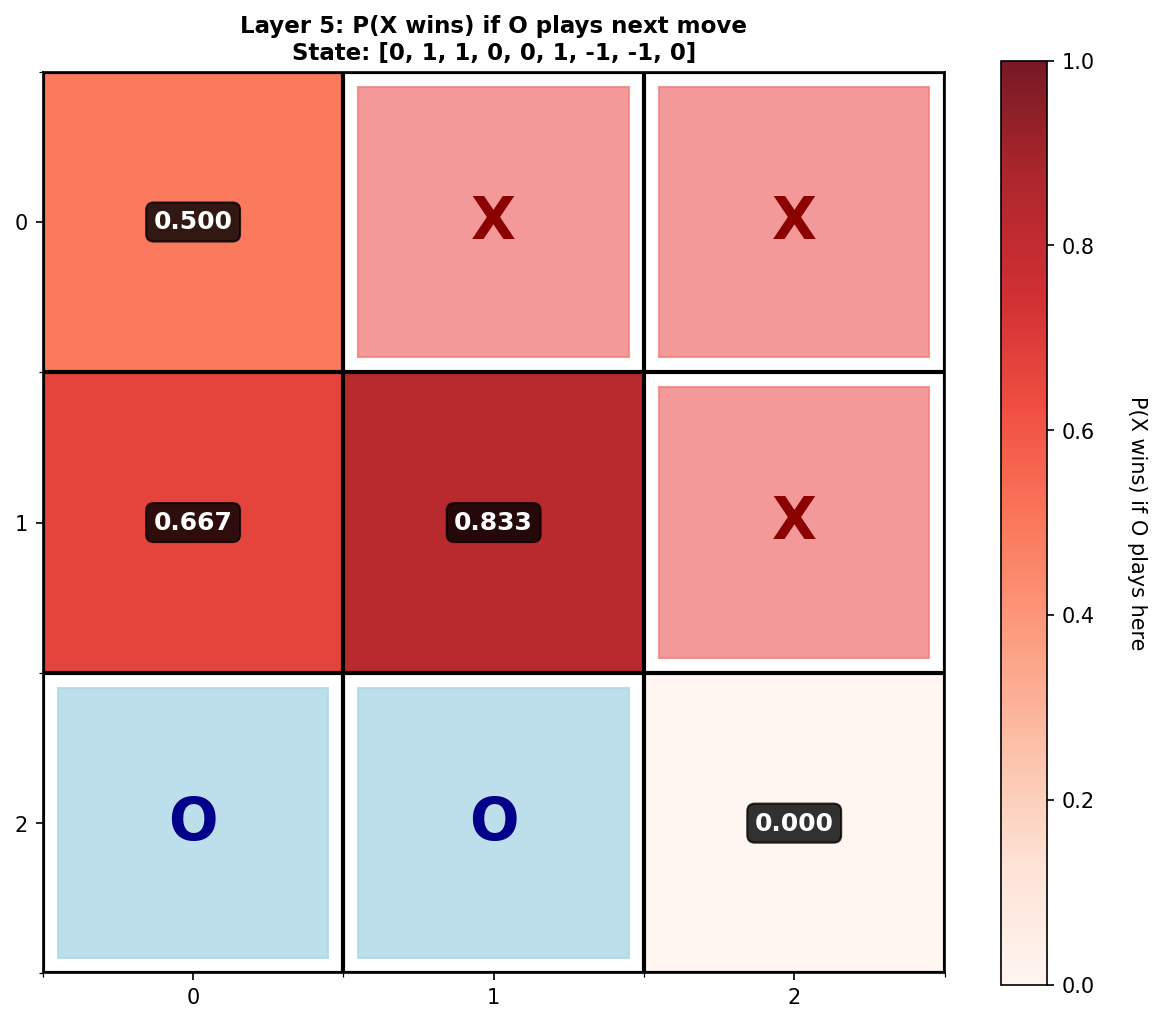 Layer 5: P(X wins) if O plays next move
State: [0, 1, 1, 0, 0, 1, -1, -1, 0]
1.0
0.8
0.6
0.4
0.2
0.0
P(X wins) if O plays here
0
0.500
X
X
1
0.667
0.833
X
2
O
O
0.000
0
1
2